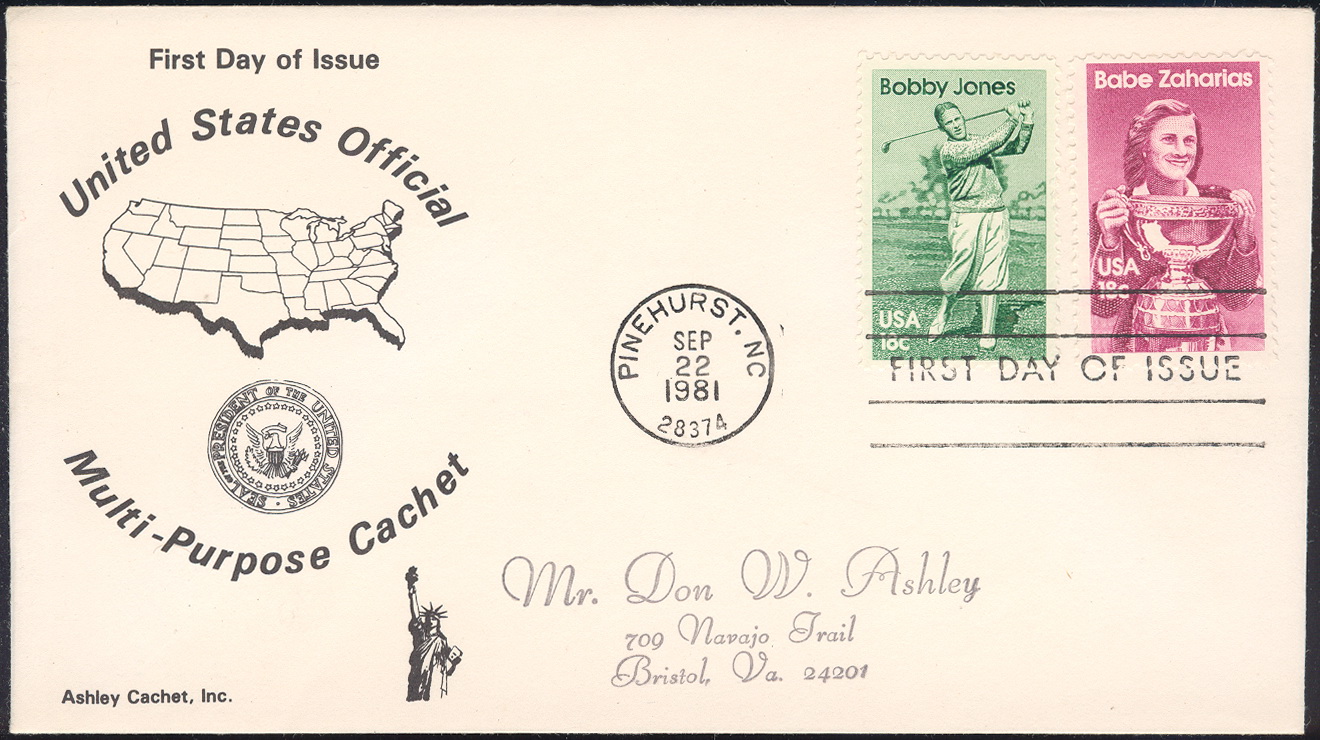 First Day of Issue
United States Official
SEAL OF THE PRESIDENT OF THE UNITED STATES
Multi-Purpose Cachet
Ashley Cachet, Inc.
PINEHURST, NC
SEP
22
1981
28374
Bobby Jones
USA
18c
Babe Zaharias
USA
18c
FIRST DAY OF ISSUE
Mr. Don W. Ashley
709 Navajo Trail
Bristol, Va. 24201